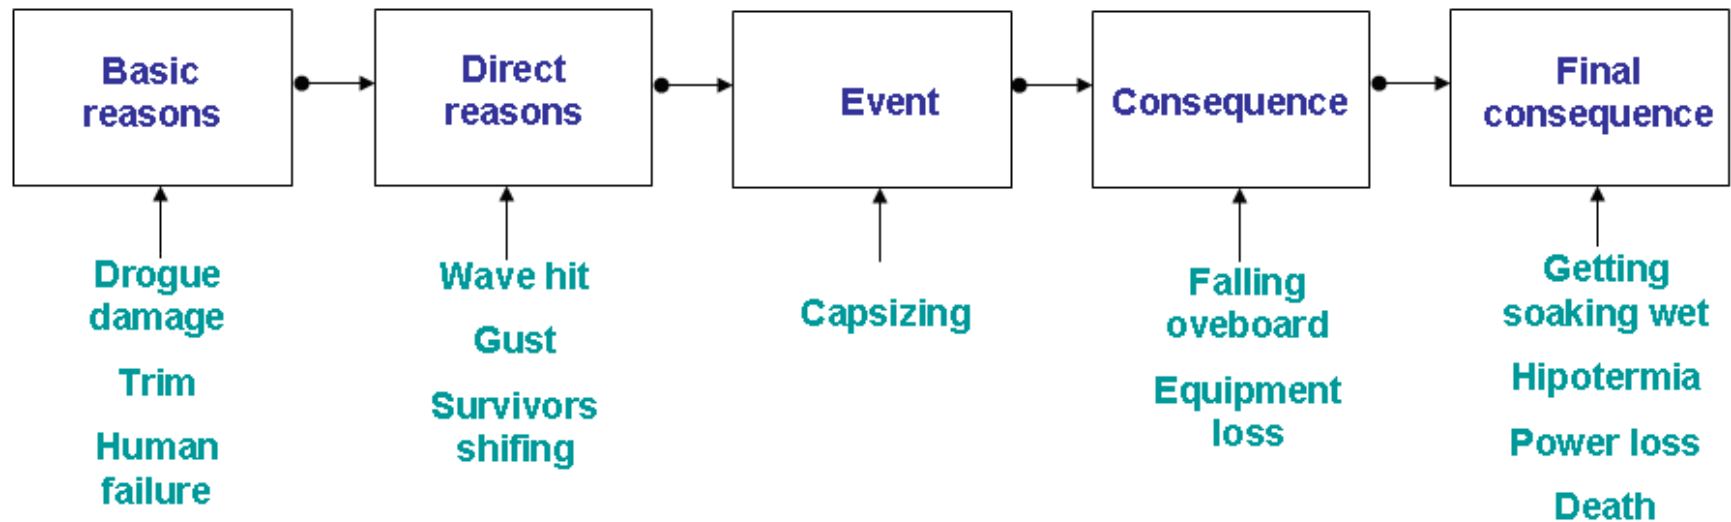 Basic
reasons
Direct
reasons
Event
Consequence
Final
consequence
Drogue
damage
Trim
Human
failure
Wave hit
Gust
Survivors
shifing
Capsizing
Falling
oveboard
Equipment
loss
Getting
soaking wet
Hipotermia
Power loss
Death